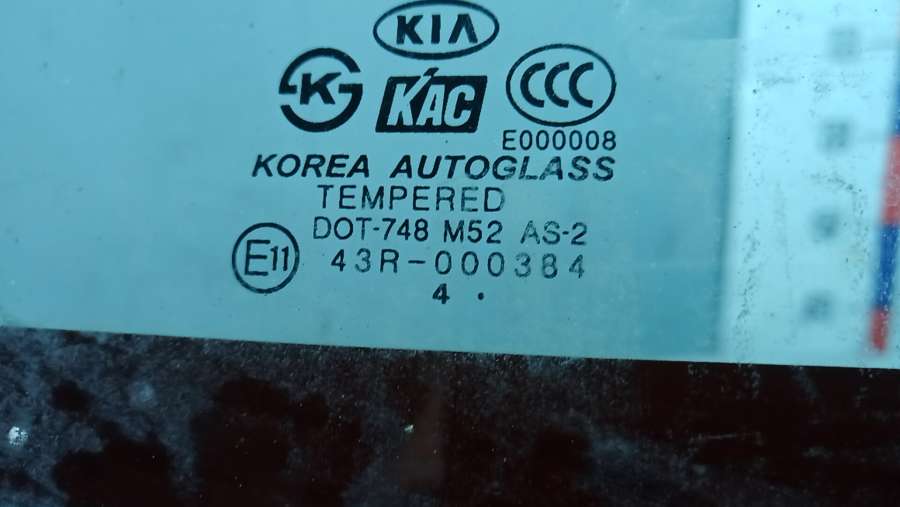 KIA
K KAC CCC
E000008
KOREA AUTOGLASS
TEMPERED
DOT-748 M52 AS-2
E11 43R-000384
4 .